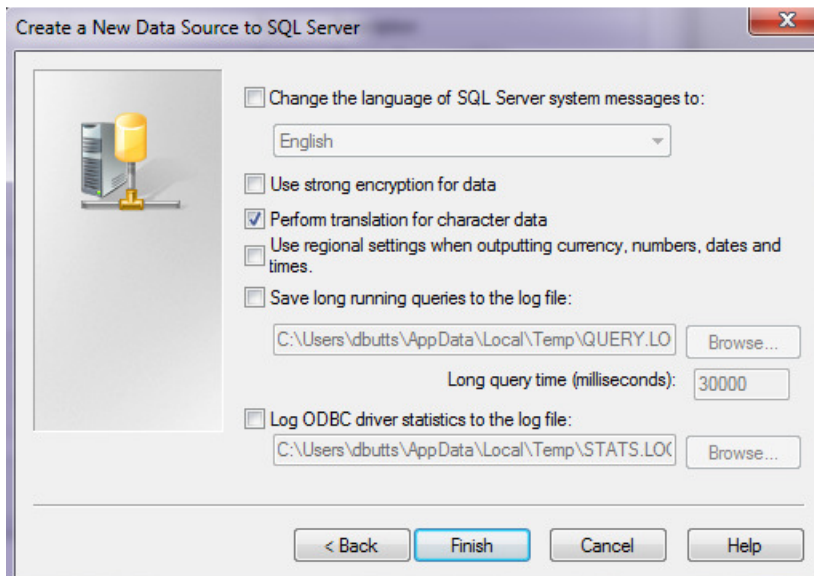 Create a New Data Source to SQL Server
Change the language of SQL Server system messages to:
English
Use strong encryption for data
Perform translation for character data
Use regional settings when outputting currency, numbers, dates and
times.
Save long running queries to the log file:
C:\Users\dbutts\AppData\Local\Temp\QUERY.LO
Browse...
Long query time (milliseconds):
30000
Log ODBC driver statistics to the log file:
C:\Users\dbutts\AppData\Local\Temp\STATS.LO
Browse...
< Back
Finish
Cancel
Help